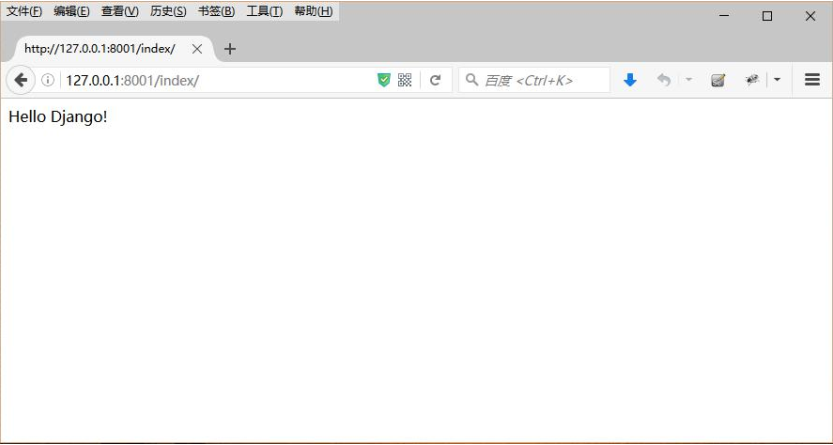 文件(F) 编辑(E) 查看(V) 历史(S) 书签(B) 工具(T) 帮助(H)
http://127.0.0.1:8001/index/
127.0.0.1:8001/index/ 百度 <Ctrl+K>
Hello Django!